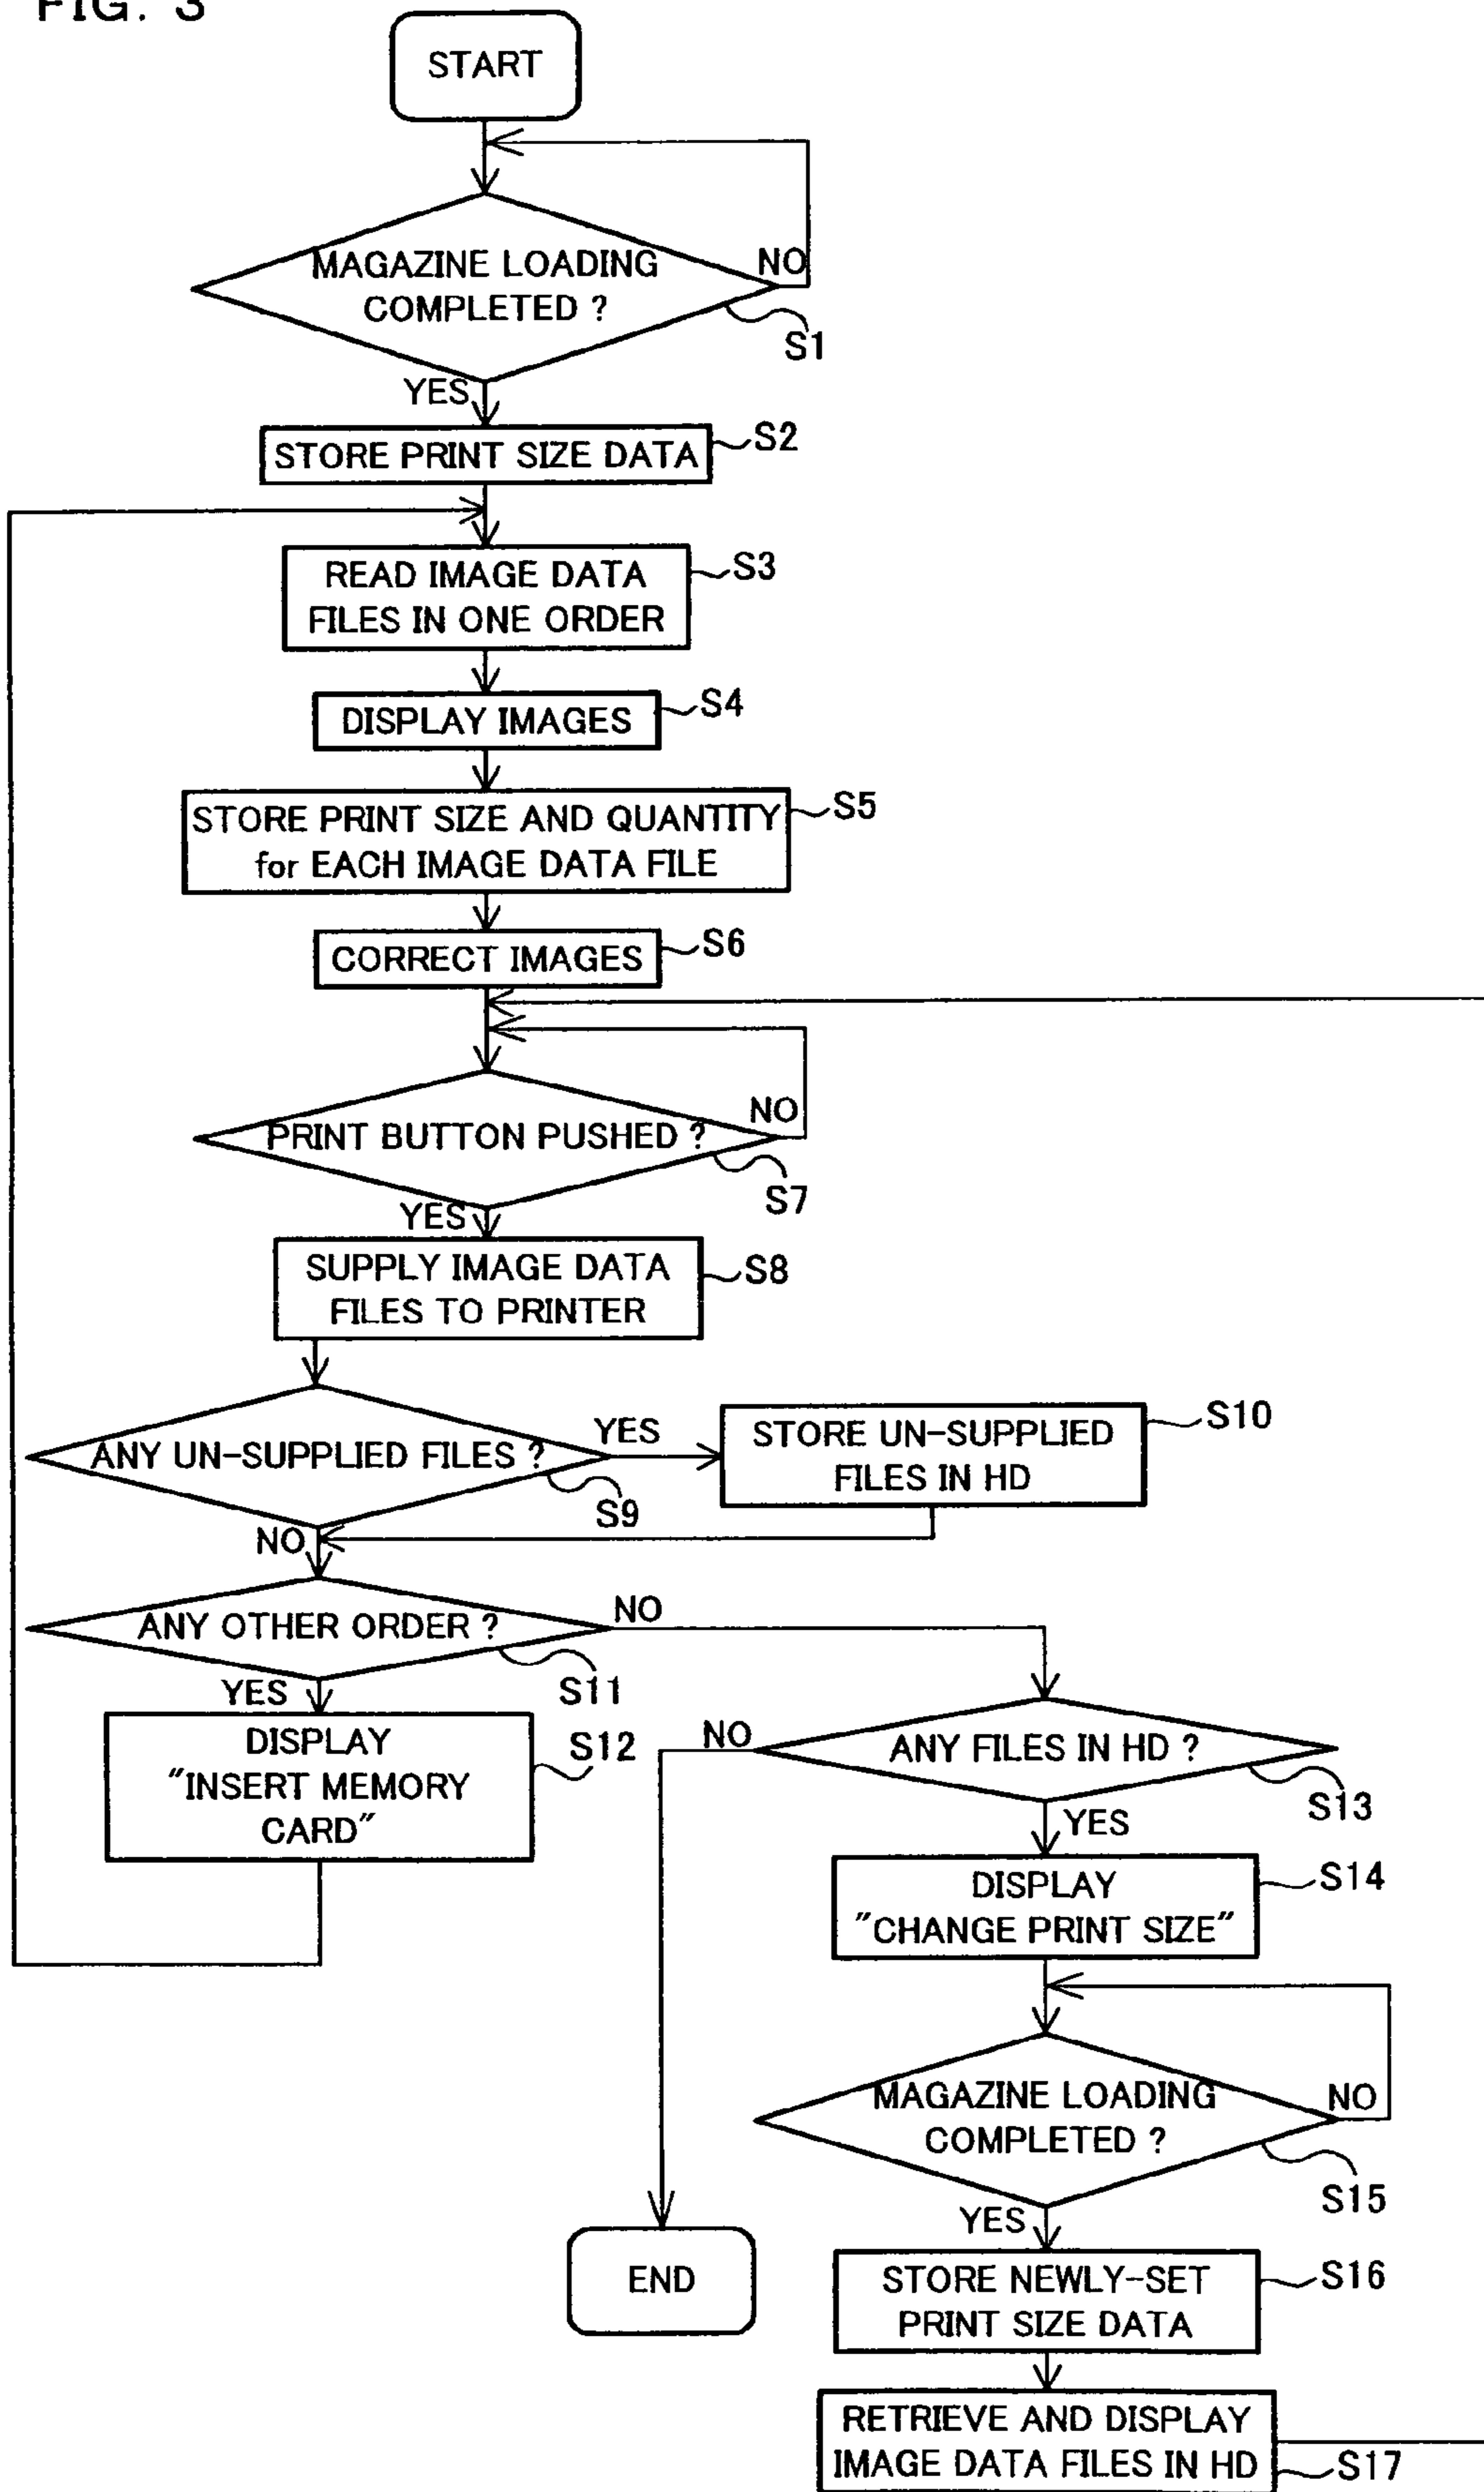 FIG. 3
START
MAGAZINE LOADING
COMPLETED ?
NO
S1
YES
STORE PRINT SIZE DATA
S2
READ IMAGE DATA
FILES IN ONE ORDER
S3
DISPLAY IMAGES
S4
STORE PRINT SIZE AND QUANTITY
for EACH IMAGE DATA FILE
S5
CORRECT IMAGES
S6
PRINT BUTTON PUSHED ?
NO
S7
YES
SUPPLY IMAGE DATA
FILES TO PRINTER
S8
ANY UN-SUPPLIED FILES ?
YES
S9
STORE UN-SUPPLIED
FILES IN HD
S10
NO
ANY OTHER ORDER ?
NO
S11
YES
DISPLAY
"INSERT MEMORY
CARD"
S12
ANY FILES IN HD ?
NO
S13
YES
DISPLAY
"CHANGE PRINT SIZE"
S14
MAGAZINE LOADING
COMPLETED ?
NO
S15
YES
END
STORE NEWLY-SET
PRINT SIZE DATA
S16
RETRIEVE AND DISPLAY
IMAGE DATA FILES IN HD
S17